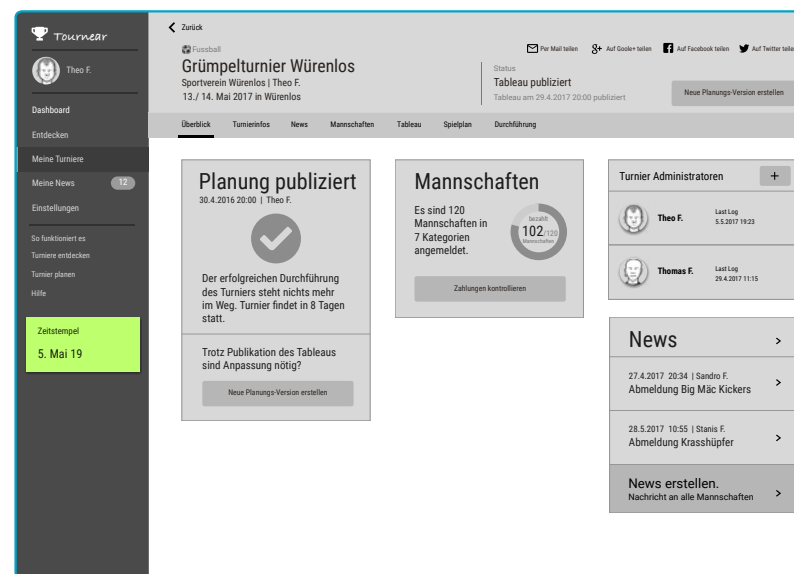 Tournear
Theo F.
Dashboard
Entdecken
Meine Turniere
Meine News 12
Einstellungen
So funktioniert es
Turniere entdecken
Turnier planen
Hilfe
Zeitstempel
5. Mai 19
Zurück
Fussball
Grümpelturnier Würenlos
Sportverein Würenlos | Theo F.
13./ 14. Mai 2017 in Würenlos
Per Mail teilen
Auf Goole+ teilen
Auf Facebook teilen
Auf Twitter teile
Status
Tableau publiziert
Tableau am 29.4.2017 20:00 publiziert
Neue Planungs-Version erstellen
Überblick Turnierinfos News Mannschaften Tableau Spielplan Durchführung
Planung publiziert
30.4.2016 20:00 | Theo F.
Der erfolgreichen Durchführung
des Turniers steht nichts mehr
im Weg. Turnier findet in 8 Tagen
statt.
Trotz Publikation des Tableaus
sind Anpassung nötig?
Neue Planungs-Version erstellen
Mannschaften
Es sind 120
Mannschaften in
7 Kategorien
angemeldet.
bezahlt
102/120
Mannschaften
Zahlungen kontrollieren
Turnier Administratoren +
Theo F.
Last Log
5.5.2017 19:23
Thomas F.
Last Log
29.4.2017 11:15
News
27.4.2017 20:34 | Sandro F.
Abmeldung Big Mäc Kickers
28.5.2017 10:55 | Stanis F.
Abmeldung Krasshüpfer
News erstellen.
Nachricht an alle Mannschaften